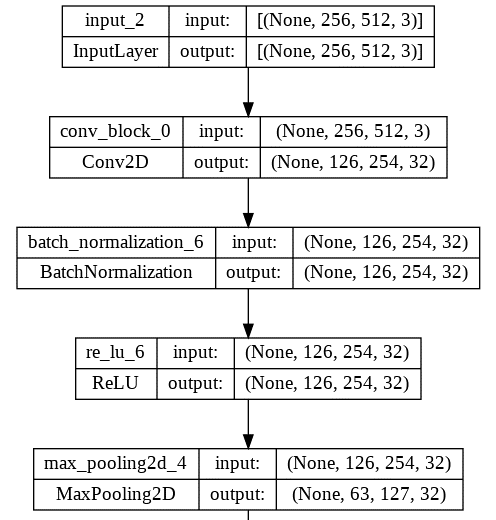 input_2 input: [(None, 256, 512, 3)]
InputLayer output: [(None, 256, 512, 3)]
conv_block_0 input: (None, 256, 512, 3)
Conv2D output: (None, 126, 254, 32)
batch_normalization_6 input: (None, 126, 254, 32)
BatchNormalization output: (None, 126, 254, 32)
re_lu_6 input: (None, 126, 254, 32)
ReLU output: (None, 126, 254, 32)
max_pooling2d_4 input: (None, 126, 254, 32)
MaxPooling2D output: (None, 63, 127, 32)